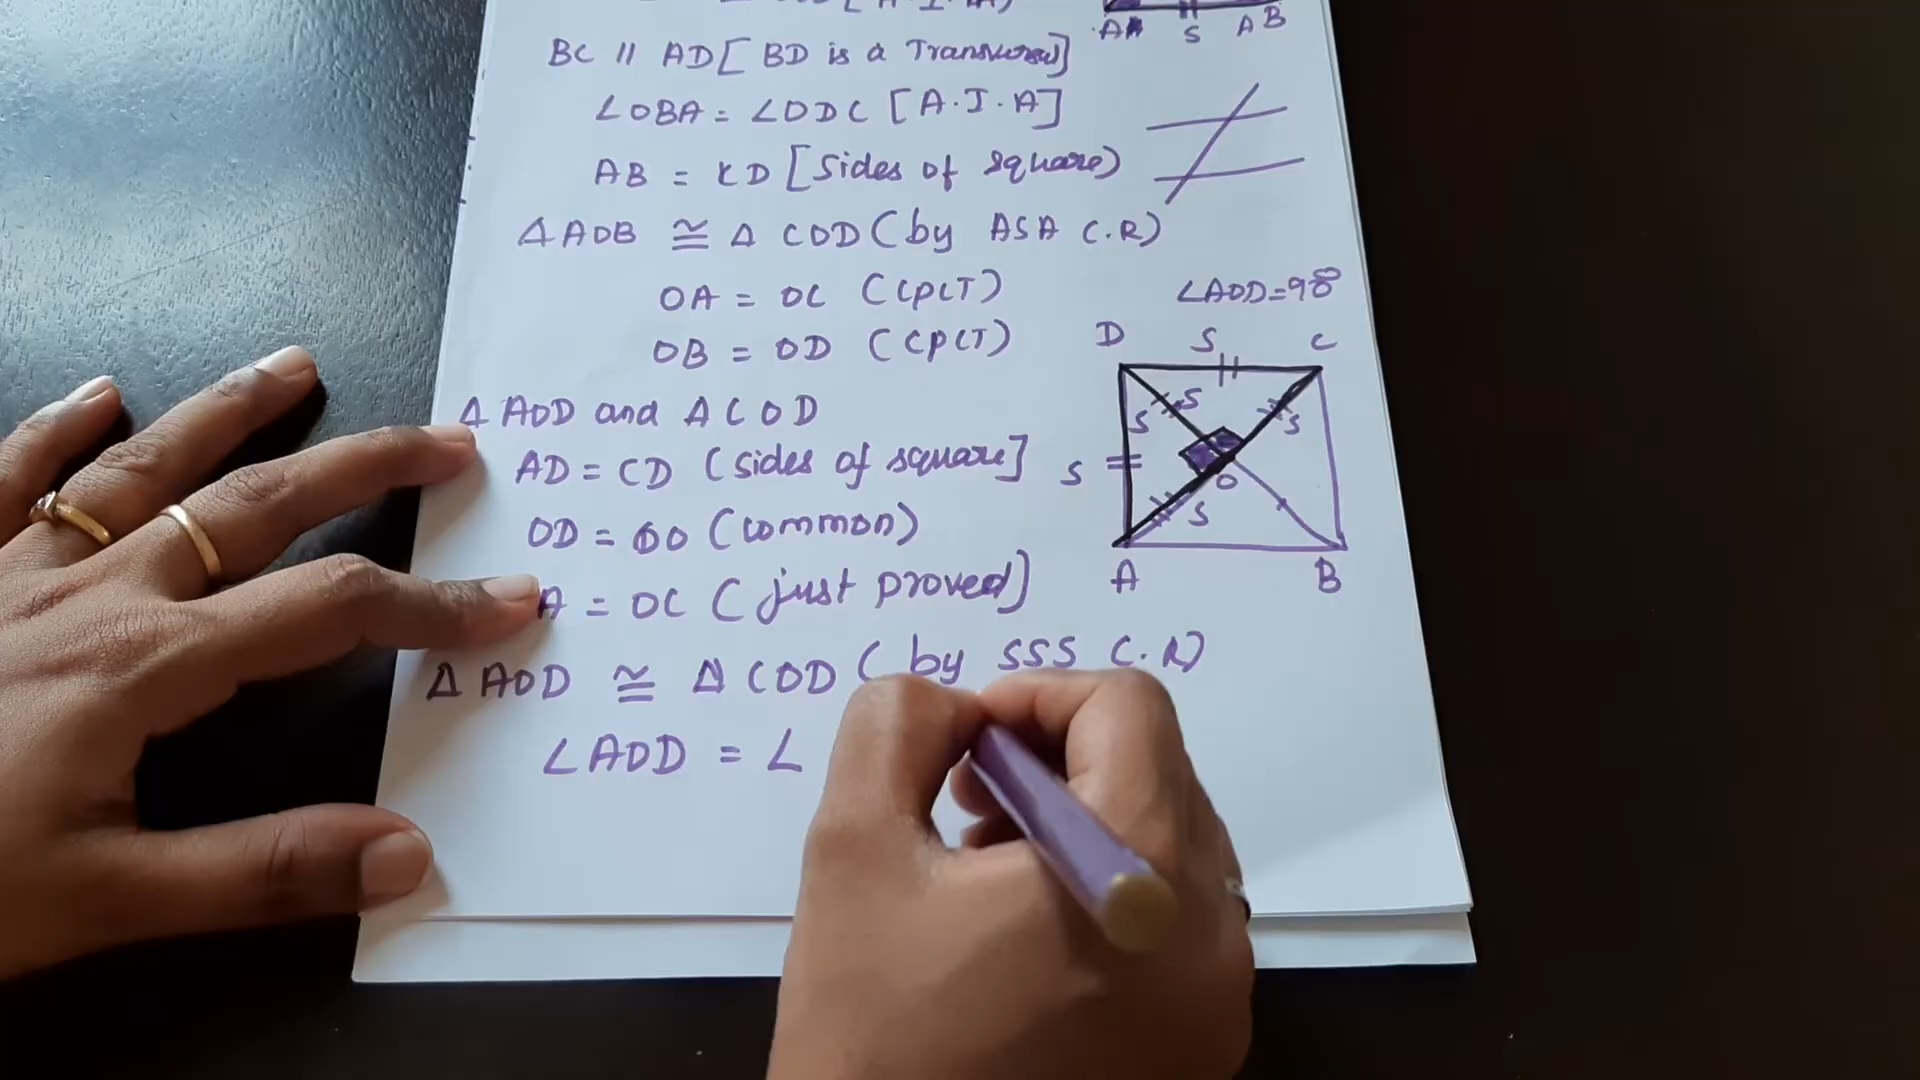 BC || AD [ BD is a Transversal]
∠OBA = ∠ODC [A.I.A]
AB = CD [Sides of square)
Δ AOB ≅ Δ COD (by ASA C.R)
OA = OC (CPCT)
OB = OD (CPCT)
Δ AOD and Δ COD
AD = CD (sides of square]
OD = DO (common)
A = OC ( just proved]
Δ AOD ≅ Δ COD ( by SSS C.R)
∠AOD = ∠
A S A B
∠AOD = 90
D S C
S S S
S
O
S
A B